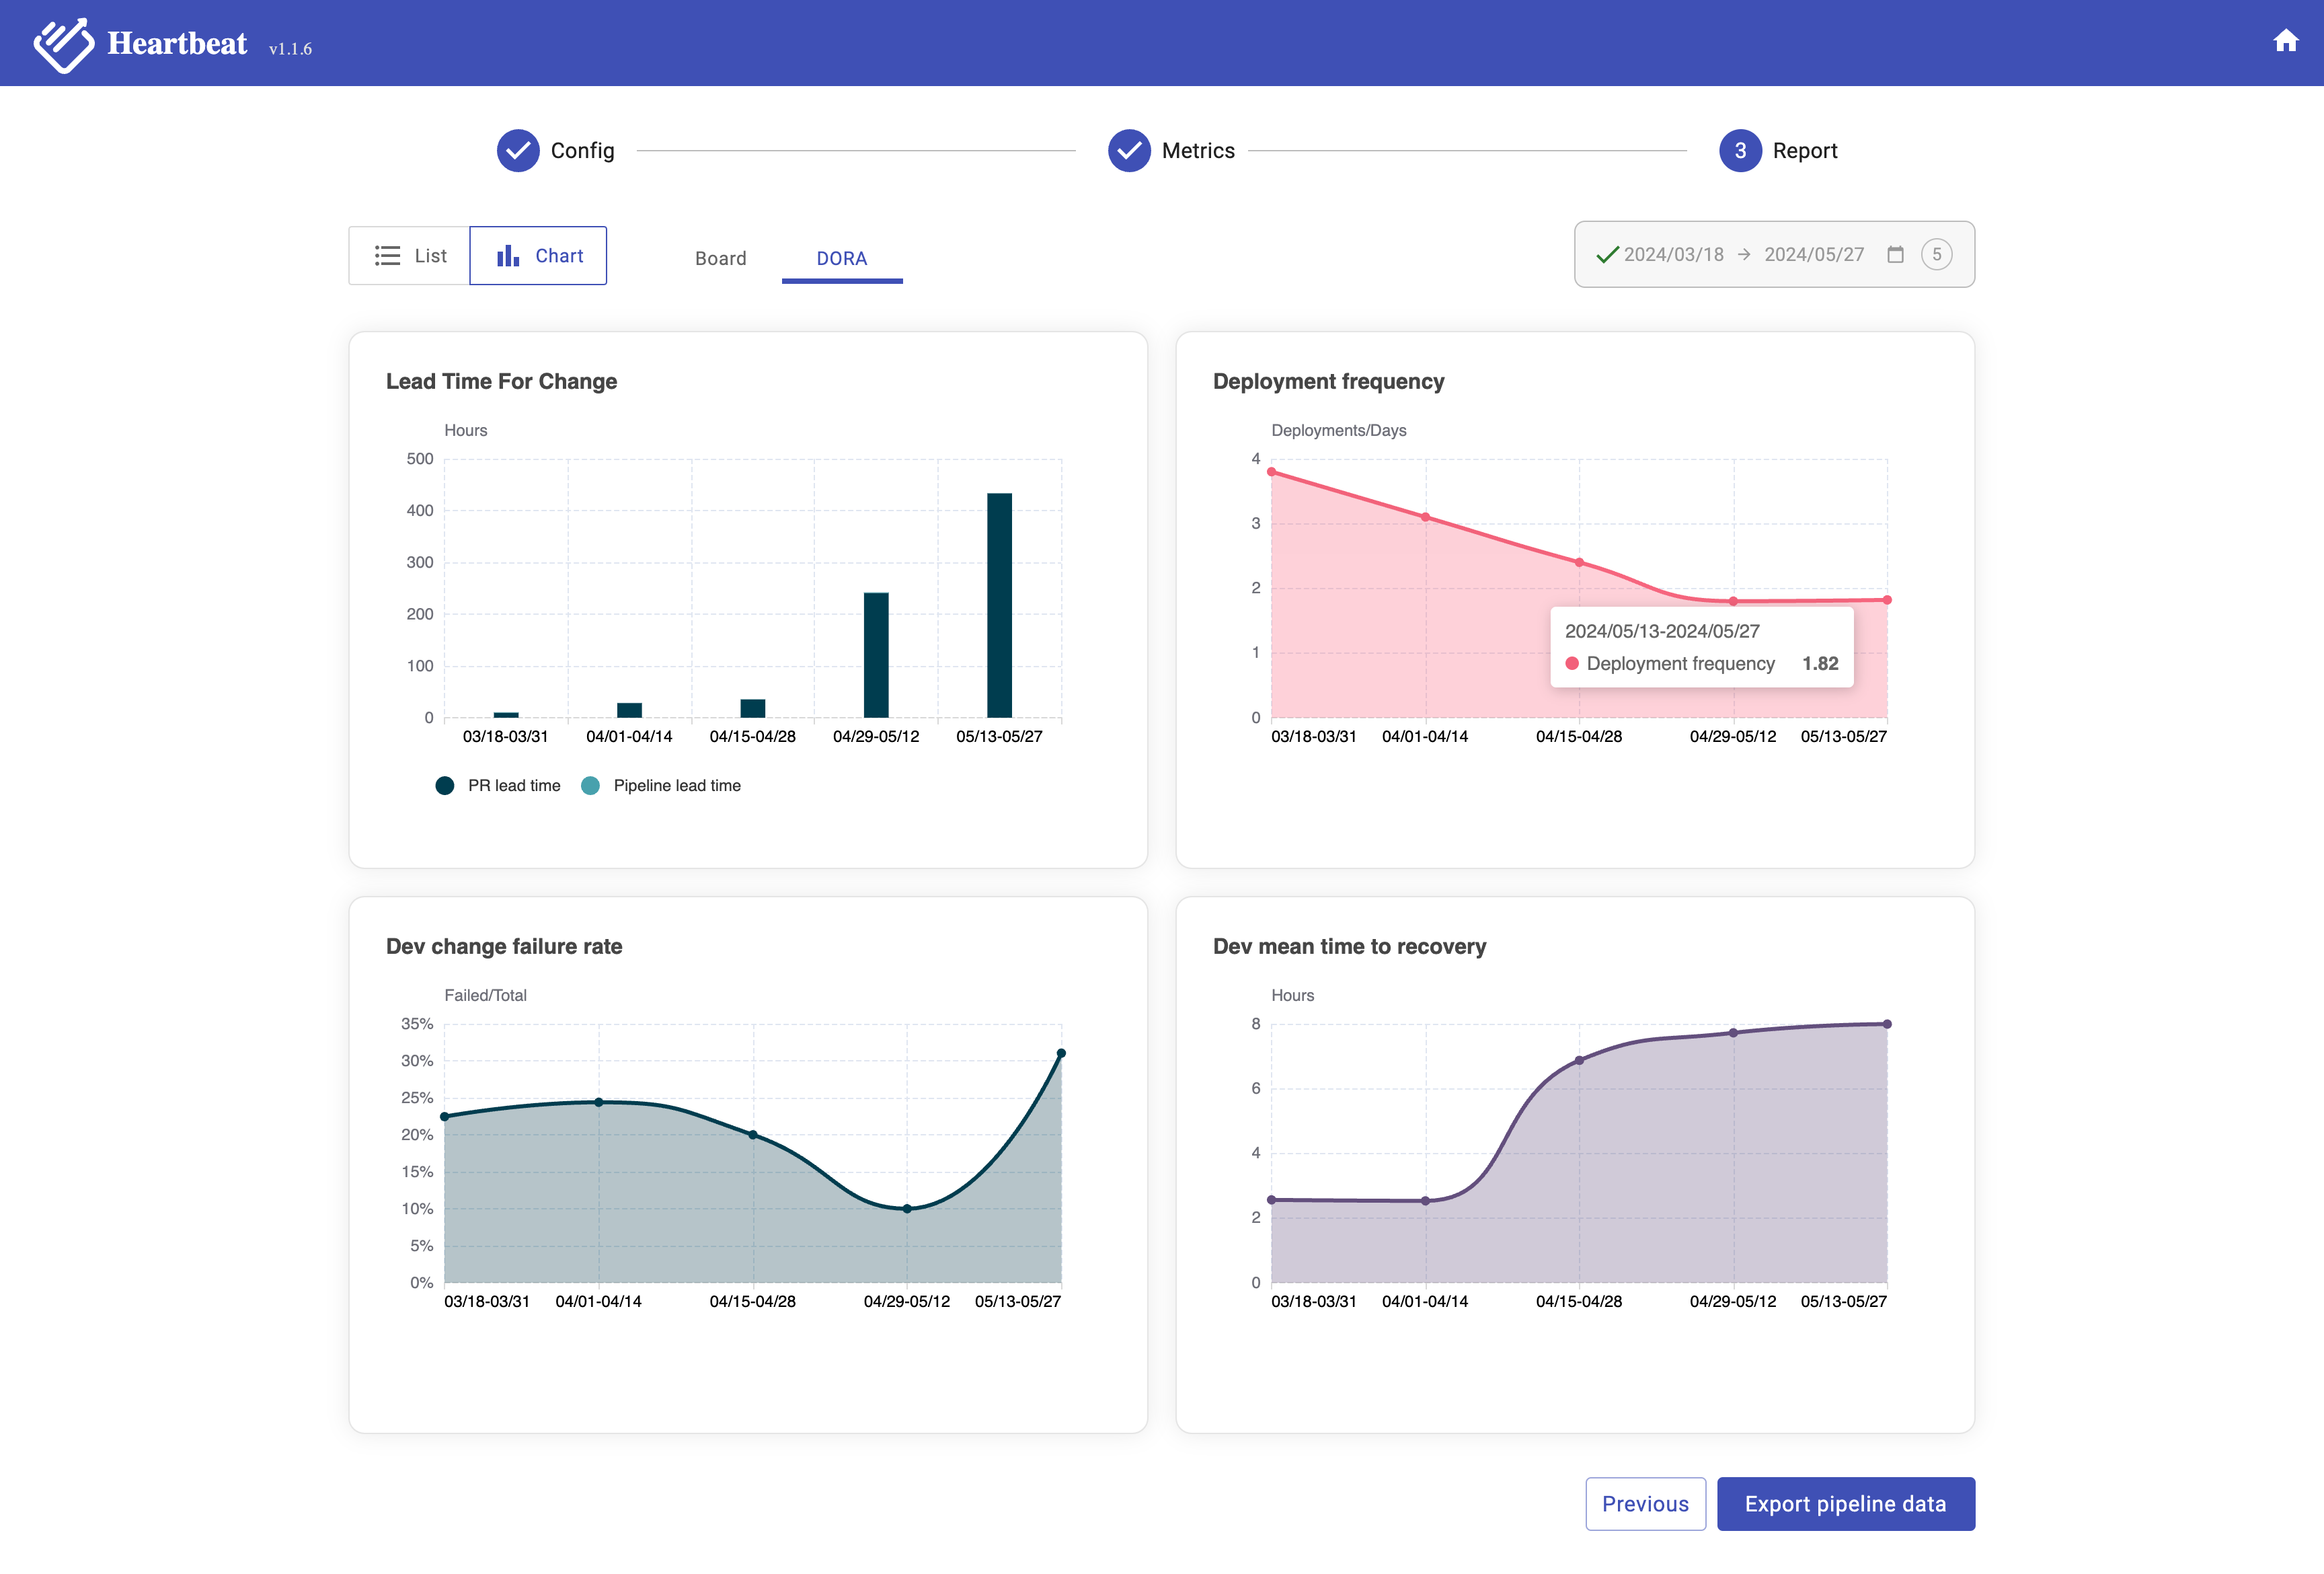 Heartbeat v1.1.6
Config
Metrics
3 Report
List
Chart
Board
DORA
2024/03/18 → 2024/05/27 5
Lead Time For Change
Hours
500
400
300
200
100
0
03/18-03/31 04/01-04/14 04/15-04/28 04/29-05/12 05/13-05/27
PR lead time Pipeline lead time
Deployment frequency
Deployments/Days
4
3
2
1
0
2024/05/13-2024/05/27
Deployment frequency 1.82
03/18-03/31 04/01-04/14 04/15-04/28 04/29-05/12 05/13-05/27
Dev change failure rate
Failed/Total
35%
30%
25%
20%
15%
10%
5%
0%
03/18-03/31 04/01-04/14 04/15-04/28 04/29-05/12 05/13-05/27
Dev mean time to recovery
Hours
8
6
4
2
0
03/18-03/31 04/01-04/14 04/15-04/28 04/29-05/12 05/13-05/27
Previous
Export pipeline data